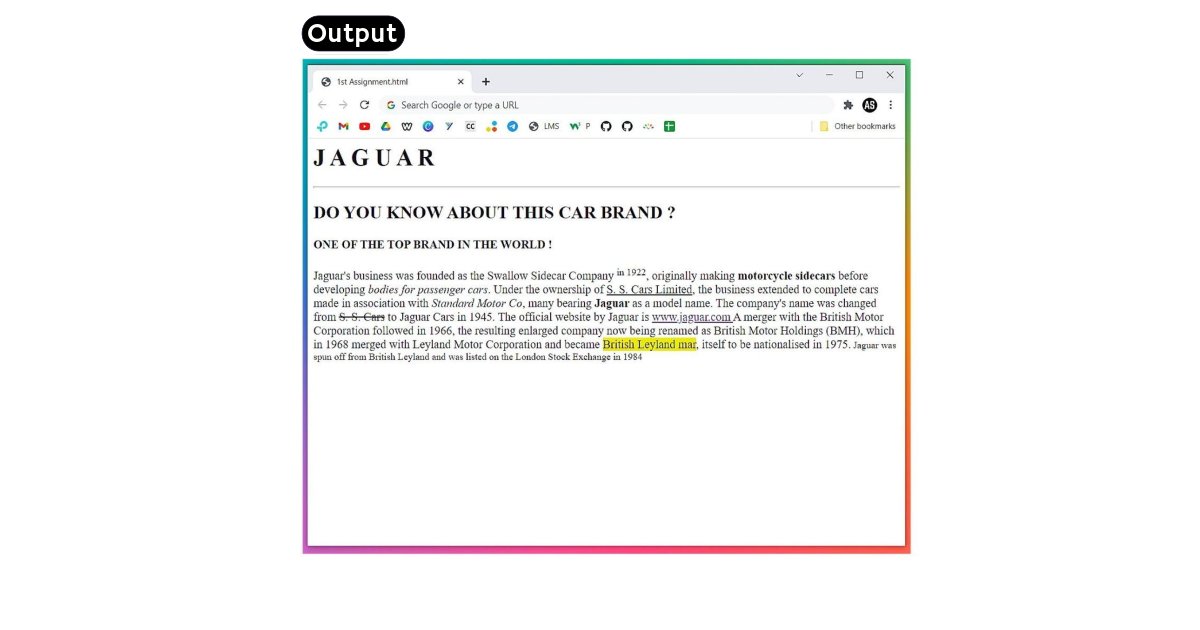 Output
1st Assignment.html
Search Google or type a URL
CC LMS P Other bookmarks
J A G U A R
DO YOU KNOW ABOUT THIS CAR BRAND ?
ONE OF THE TOP BRAND IN THE WORLD !
Jaguar's business was founded as the Swallow Sidecar Company in 1922, originally making motorcycle sidecars before
developing bodies for passenger cars. Under the ownership of S. S. Cars Limited, the business extended to complete cars
made in association with Standard Motor Co, many bearing Jaguar as a model name. The company's name was changed
from S. S. Cars to Jaguar Cars in 1945. The official website by Jaguar is www.jaguar.com A merger with the British Motor
Corporation followed in 1966, the resulting enlarged company now being renamed as British Motor Holdings (BMH), which
in 1968 merged with Leyland Motor Corporation and became British Leyland mar, itself to be nationalised in 1975. Jaguar was
spun off from British Leyland and was listed on the London Stock Exchange in 1984